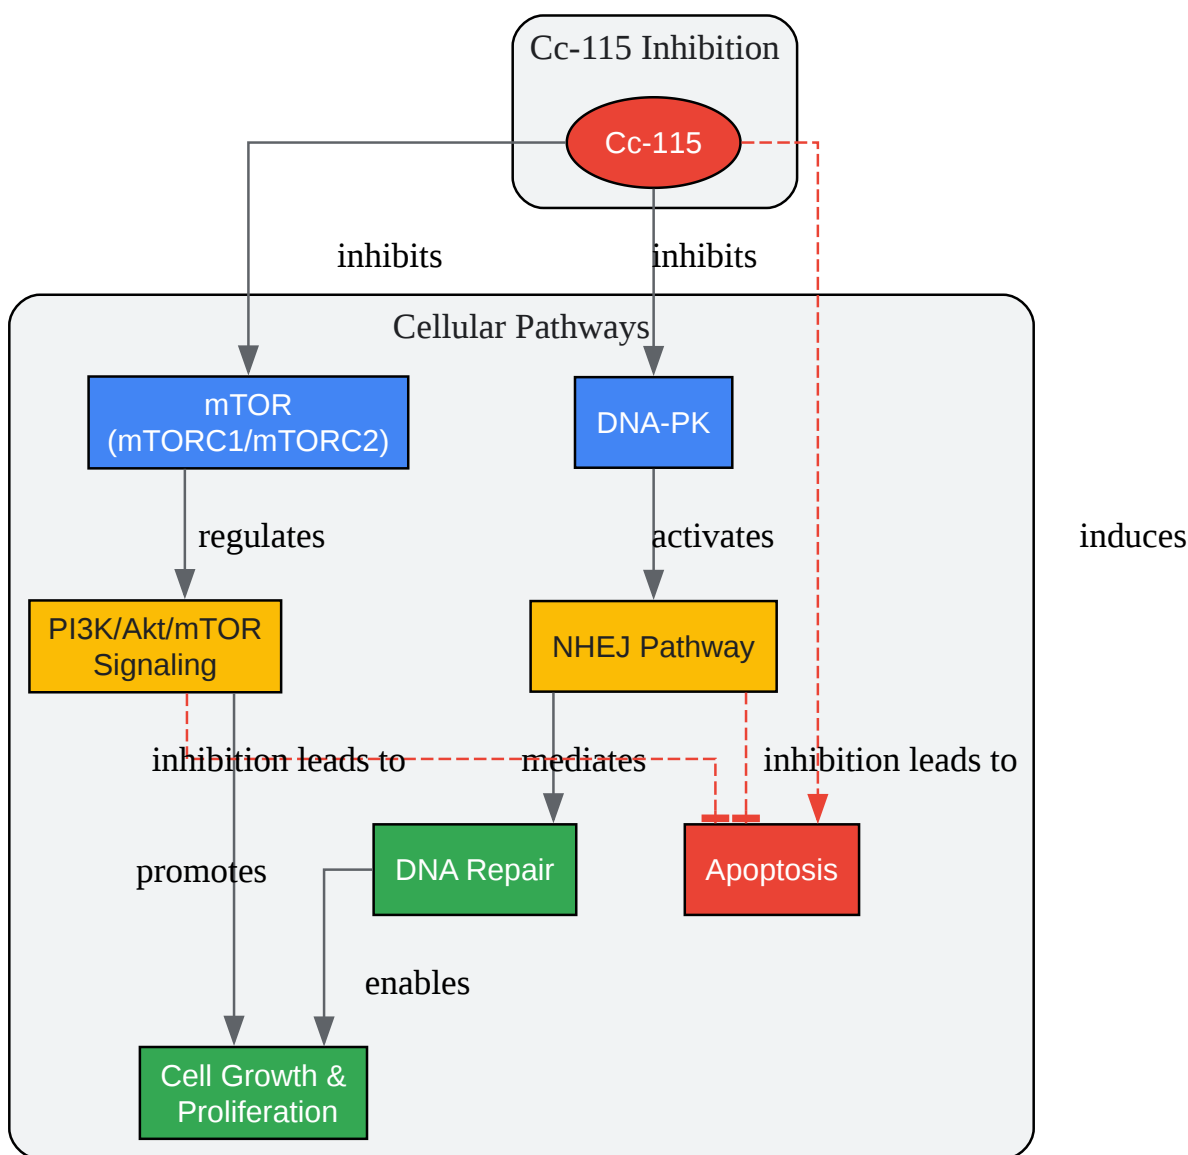 Cc-115 Inhibition
Cc-115
inhibits
inhibits
Cellular Pathways
mTOR
(mTORC1/mTORC2)
DNA-PK
regulates
activates
induces
PI3K/Akt/mTOR
Signaling
NHEJ Pathway
inhibition leads to
mediates
inhibition leads to
promotes
DNA Repair
Apoptosis
enables
Cell Growth &
Proliferation